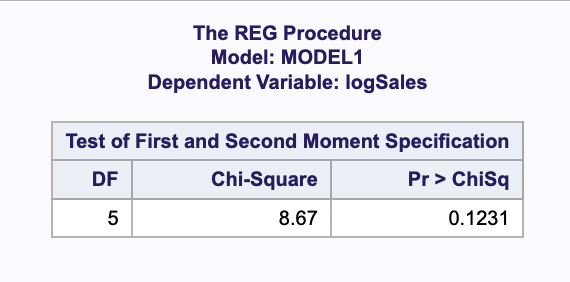 The REG Procedure
Model: MODEL1
Dependent Variable: logSales
Test of First and Second Moment Specification
DF Chi-Square Pr > ChiSq
5 8.67 0.1231